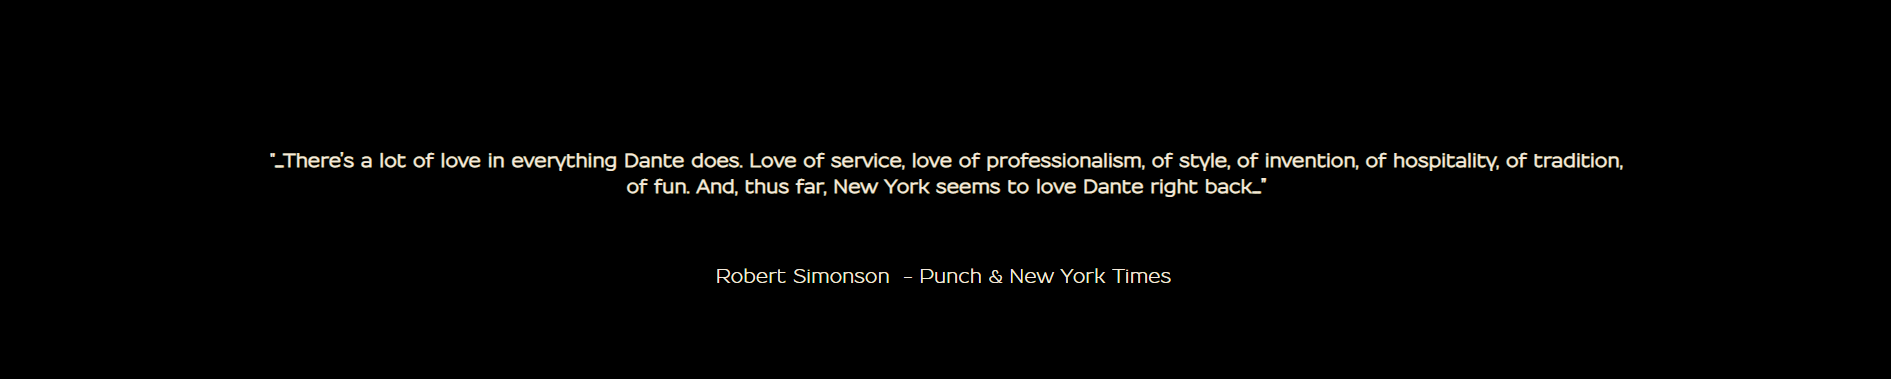 "...There's a lot of love in everything Dante does. Love of service, love of professionalism, of style, of invention, of hospitality, of tradition,
of fun. And, thus far, New York seems to love Dante right back..."
Robert Simonson - Punch & New York Times